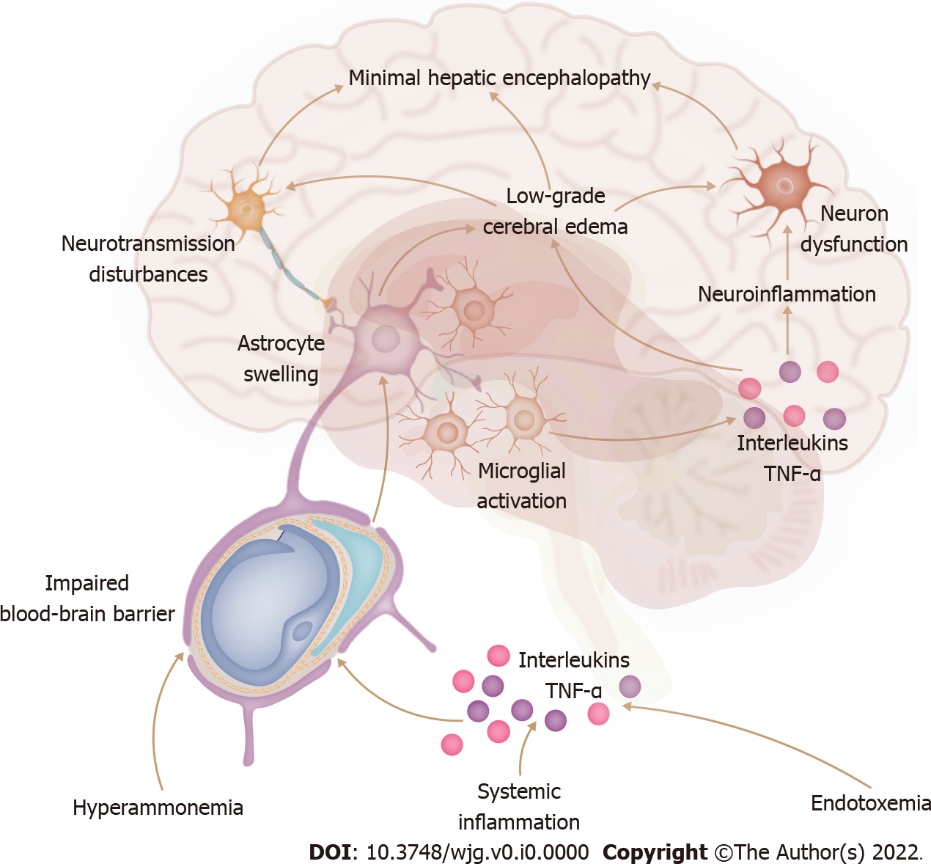 Minimal hepatic encephalopathy
Low-grade
cerebral edema
Neuron
dysfunction
Neurotransmission
disturbances
Neuroinflammation
Astrocyte
swelling
Interleukins
TNF-α
Microglial
activation
Impaired
blood-brain barrier
Interleukins
TNF-α
Systemic
inflammation
Hyperammonemia
Endotoxemia
DOI: 10.3748/wjg.v0.i0.0000 Copyright ©The Author(s) 2022.